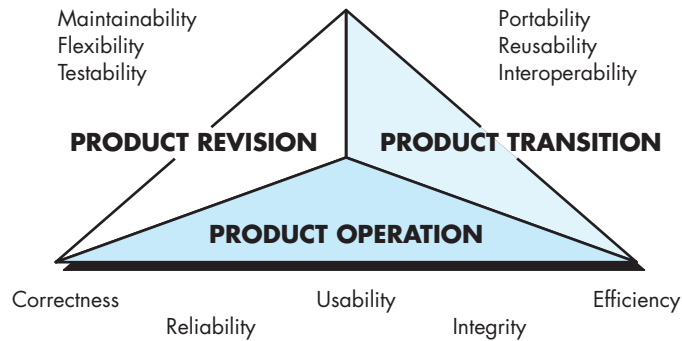 Maintainability
Flexibility
Testability
Portability
Reusability
Interoperability
PRODUCT REVISION
PRODUCT TRANSITION
PRODUCT OPERATION
Correctness
Usability
Efficiency
Reliability
Integrity